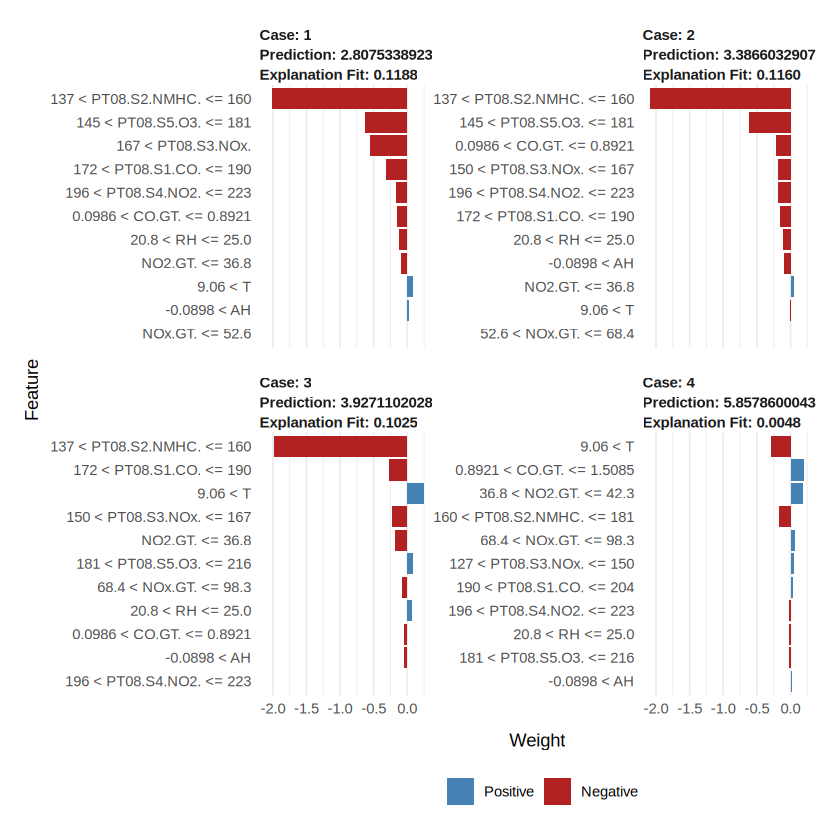 Case: 1
Prediction: 2.8075338923
Explanation Fit: 0.1188
137 < PT08.S2.NMHC. <= 160
145 < PT08.S5.O3. <= 181
167 < PT08.S3.NOx.
172 < PT08.S1.CO. <= 190
196 < PT08.S4.NO2. <= 223
0.0986 < CO.GT. <= 0.8921
20.8 < RH <= 25.0
NO2.GT. <= 36.8
9.06 < T
-0.0898 < AH
NOx.GT. <= 52.6
Case: 2
Prediction: 3.3866032907
Explanation Fit: 0.1160
137 < PT08.S2.NMHC. <= 160
145 < PT08.S5.O3. <= 181
0.0986 < CO.GT. <= 0.8921
150 < PT08.S3.NOx. <= 167
196 < PT08.S4.NO2. <= 223
172 < PT08.S1.CO. <= 190
20.8 < RH <= 25.0
-0.0898 < AH
NO2.GT. <= 36.8
9.06 < T
52.6 < NOx.GT. <= 68.4
Feature
Case: 3
Prediction: 3.9271102028
Explanation Fit: 0.1025
137 < PT08.S2.NMHC. <= 160
172 < PT08.S1.CO. <= 190
9.06 < T
150 < PT08.S3.NOx. <= 167
NO2.GT. <= 36.8
181 < PT08.S5.O3. <= 216
68.4 < NOx.GT. <= 98.3
20.8 < RH <= 25.0
0.0986 < CO.GT. <= 0.8921
-0.0898 < AH
196 < PT08.S4.NO2. <= 223
-2.0 -1.5 -1.0 -0.5 0.0
Case: 4
Prediction: 5.8578600043
Explanation Fit: 0.0048
9.06 < T
0.8921 < CO.GT. <= 1.5085
36.8 < NO2.GT. <= 42.3
160 < PT08.S2.NMHC. <= 181
68.4 < NOx.GT. <= 98.3
127 < PT08.S3.NOx. <= 150
190 < PT08.S1.CO. <= 204
196 < PT08.S4.NO2. <= 223
20.8 < RH <= 25.0
181 < PT08.S5.O3. <= 216
-0.0898 < AH
-2.0 -1.5 -1.0 -0.5 0.0
Weight
Positive Negative